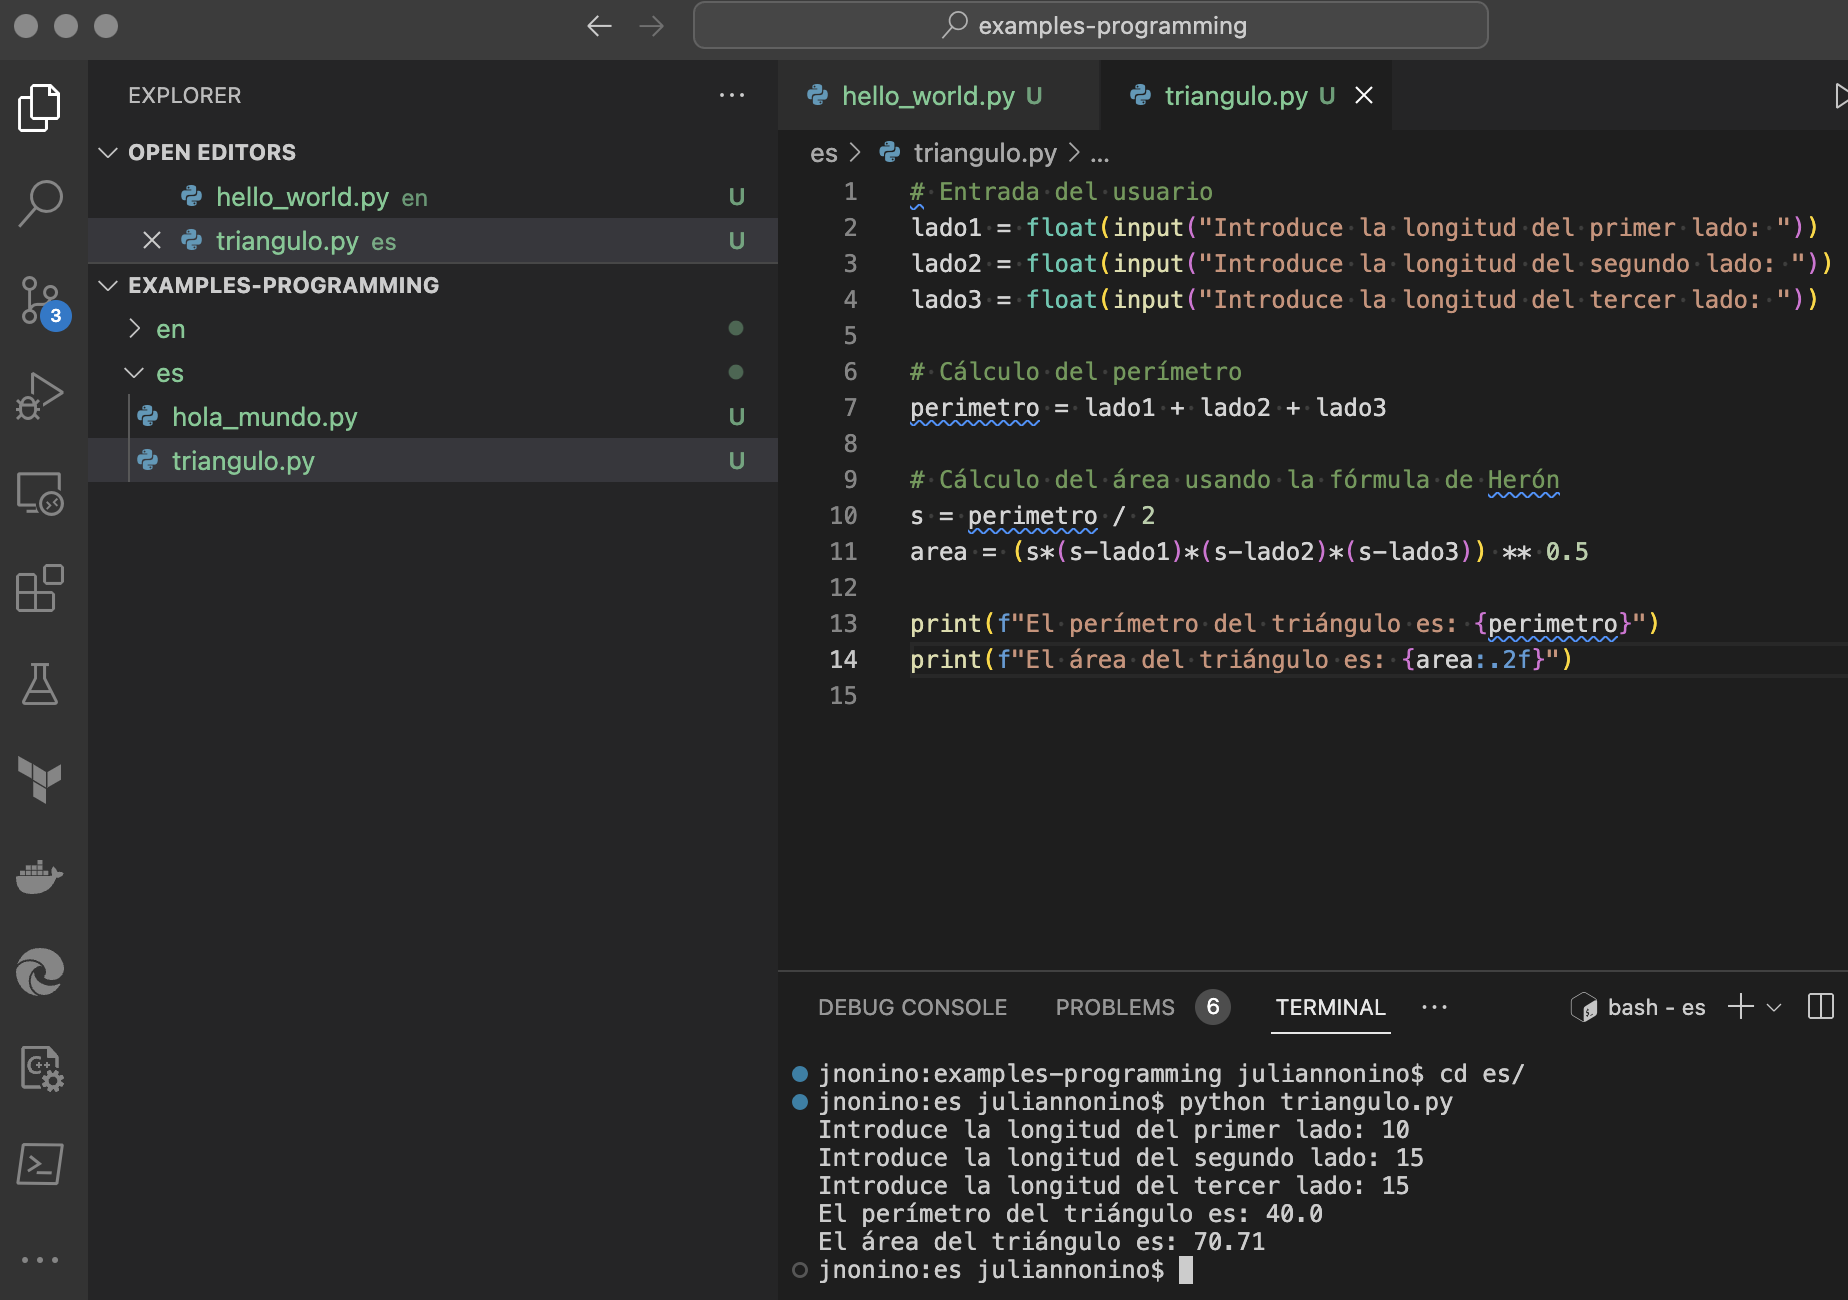 examples-programming
EXPLORER
OPEN EDITORS
hello_world.py en U
triangulo.py es U
EXAMPLES-PROGRAMMING
en
es
hola_mundo.py U
triangulo.py U
3
hello_world.py U
triangulo.py U
es > triangulo.py > ...
1 # Entrada del usuario
2 lado1 = float(input("Introduce la longitud del primer lado: "))
3 lado2 = float(input("Introduce la longitud del segundo lado: "))
4 lado3 = float(input("Introduce la longitud del tercer lado: "))
5
6 # Cálculo del perímetro
7 perimetro = lado1 + lado2 + lado3
8
9 # Cálculo del área usando la fórmula de Herón
10 s = perimetro / 2
11 area = (s*(s-lado1)*(s-lado2)*(s-lado3)) ** 0.5
12
13 print(f"El perímetro del triángulo es: {perimetro}")
14 print(f"El área del triángulo es: {area:.2f}")
15
DEBUG CONSOLE PROBLEMS 6 TERMINAL ... bash - es
jnonino:examples-programming juliannonino$ cd es/
jnonino:es juliannonino$ python triangulo.py
Introduce la longitud del primer lado: 10
Introduce la longitud del segundo lado: 15
Introduce la longitud del tercer lado: 15
El perímetro del triángulo es: 40.0
El área del triángulo es: 70.71
jnonino:es juliannonino$
C++